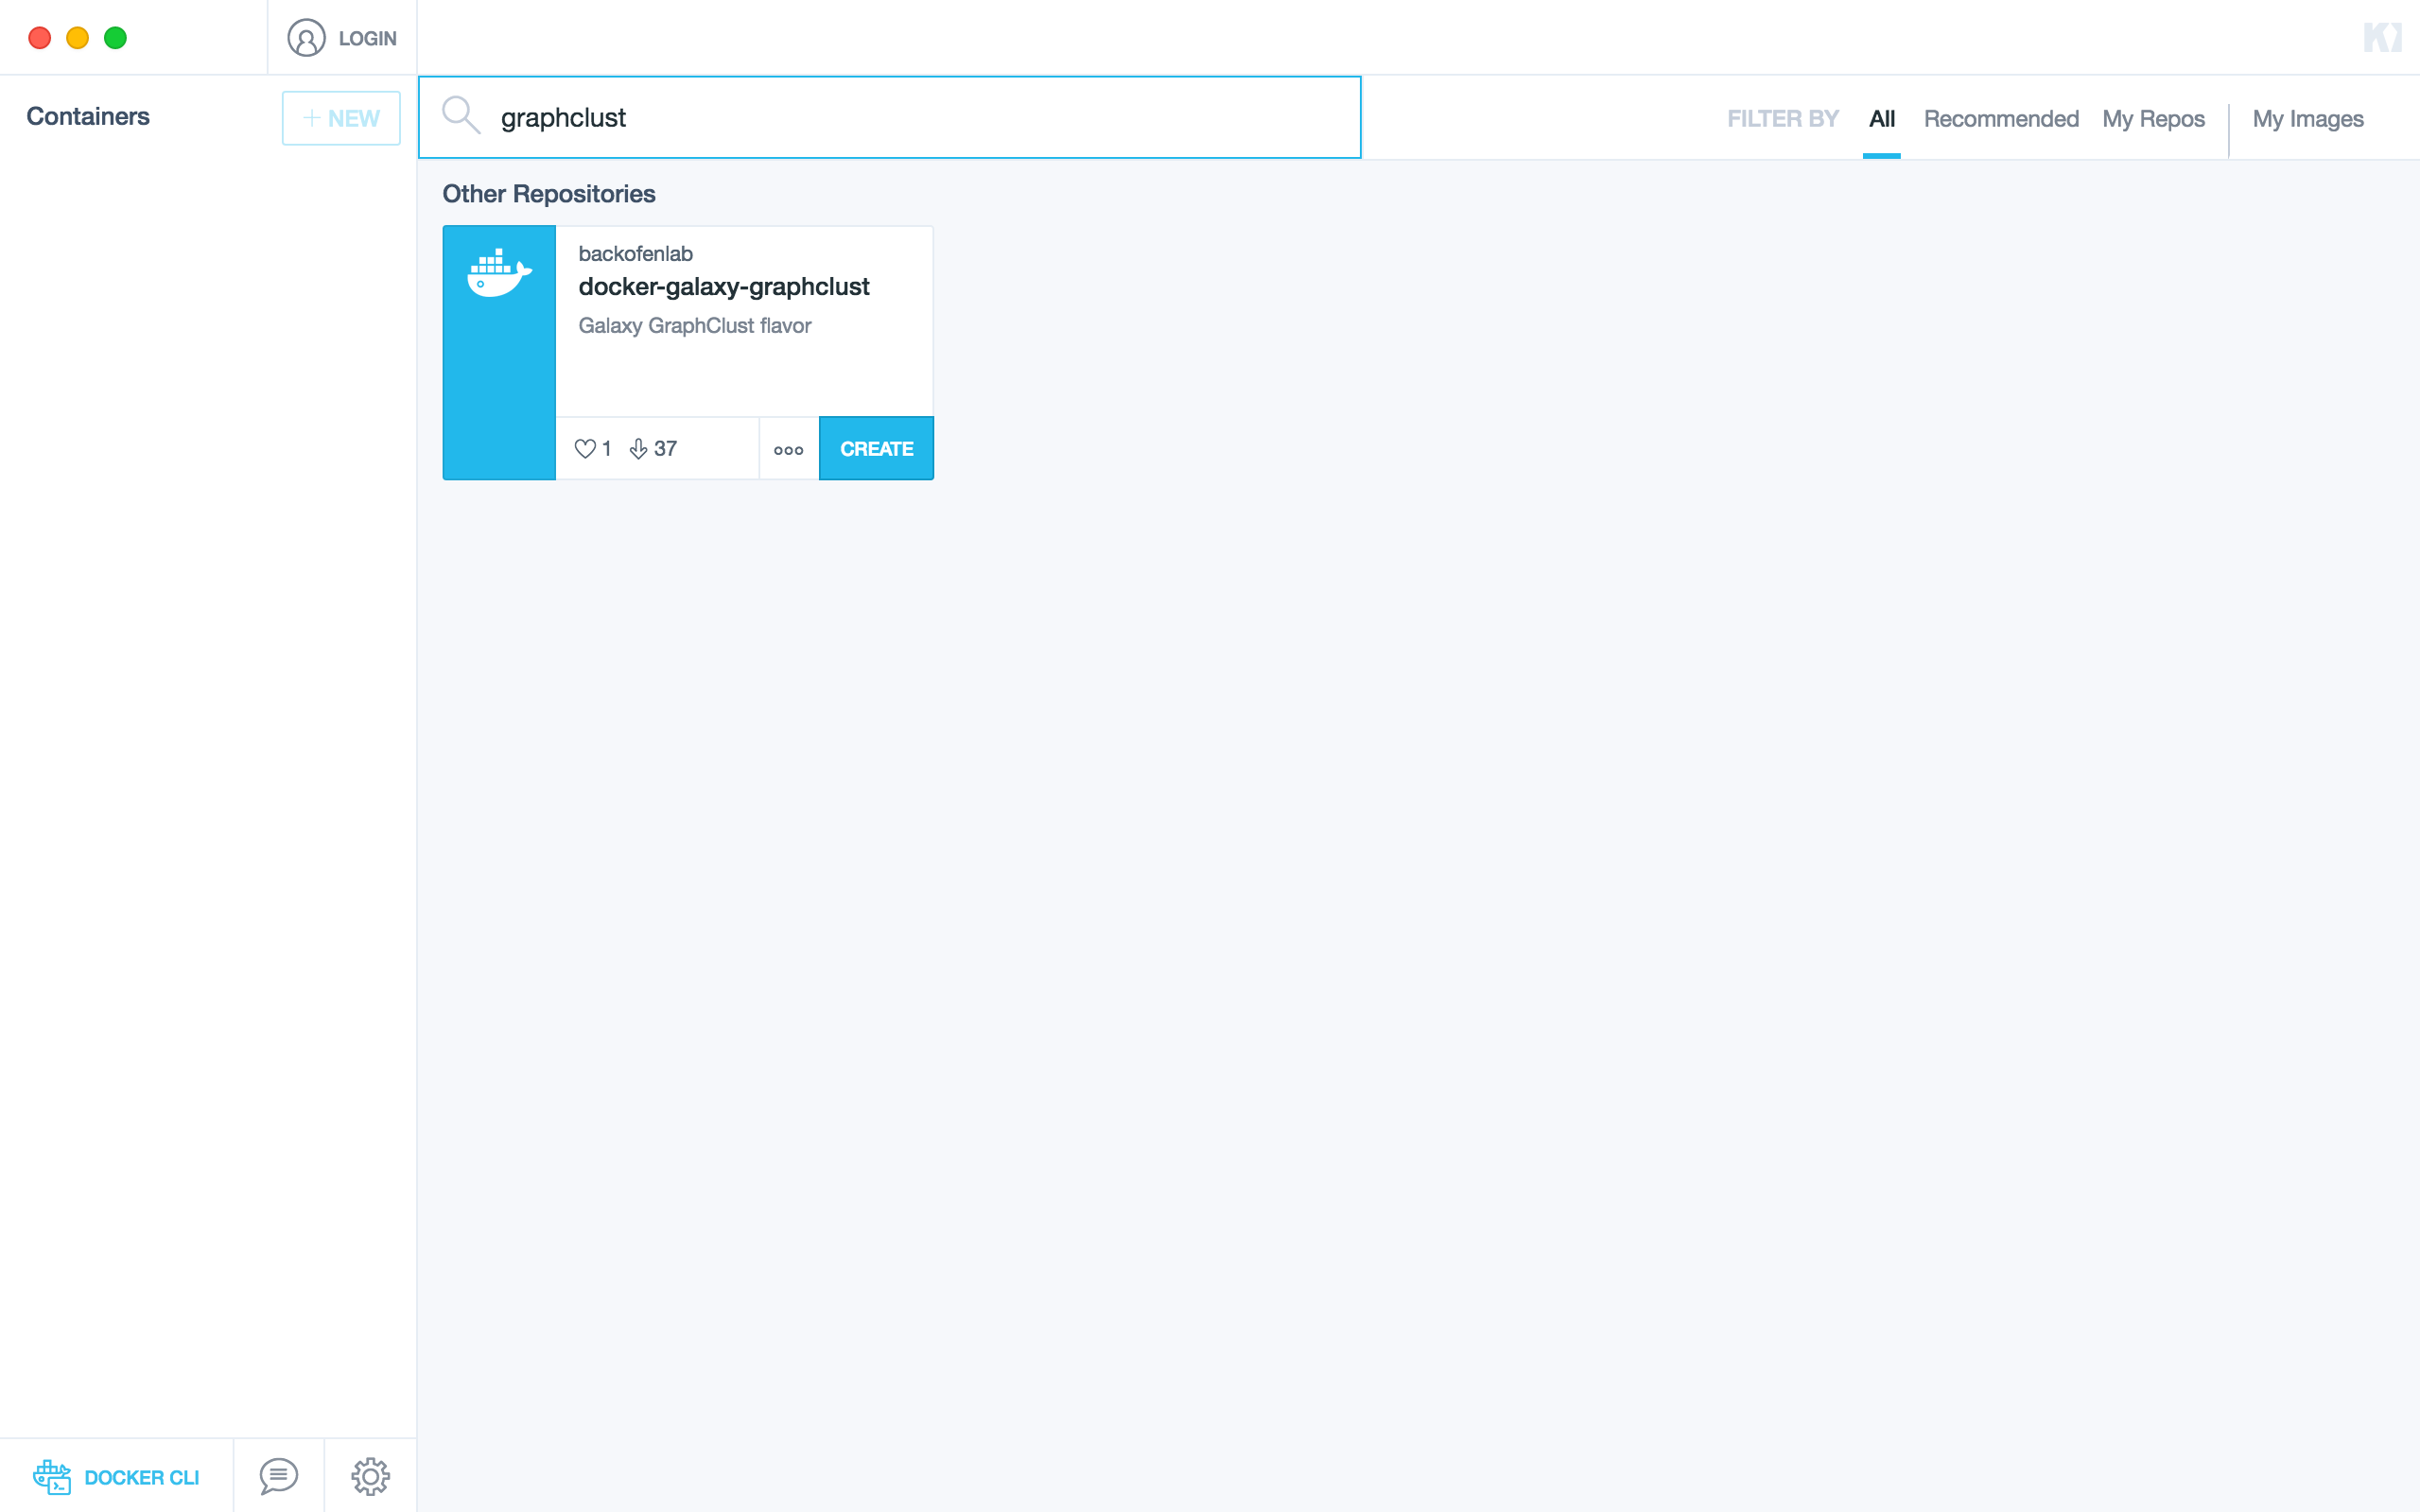 LOGIN
Containers
+ NEW
graphclust
FILTER BY All Recommended My Repos My Images
Other Repositories
backofenlab
docker-galaxy-graphclust
Galaxy GraphClust flavor
1 37 CREATE
DOCKER CLI